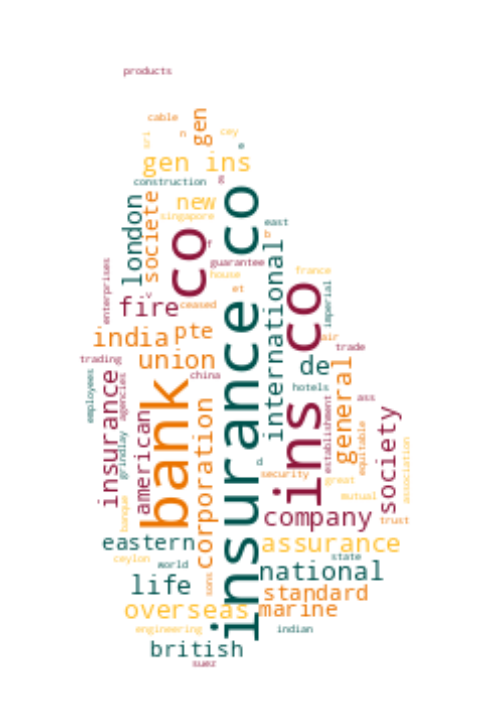 products
cable
gen
n
cey
sri
e
gen ins
construction
g
new
singapore
london
societe
co
insurance co
east
b
f
international
guarantee
house
france
enterprises
et
v
fire
ceased
ins co
imperial
india
pte
union
air
trade
de
trading
china
general
hotels
employees
insurance
agencies
bank
american
corporation
establishment
ass
society
equitable
association
grindlay
d
security
great
mutual
banque
company
trust
eastern
assurance
ceylon
world
state
life
sons
national
standard
overseas
marine
engineering
indian
british
suez